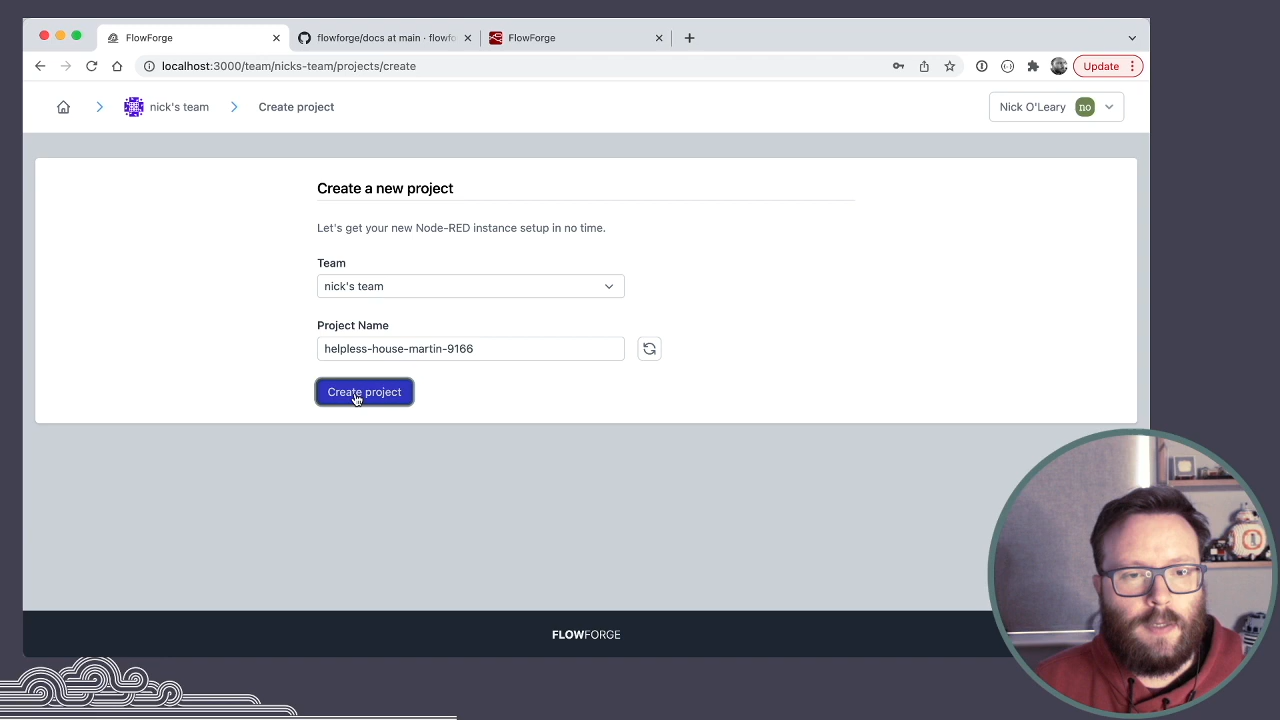 FlowForge
flowforge/docs at main · flowfo
FlowForge
localhost:3000/team/nicks-team/projects/create
Update
nick's team
Create project
Nick O'Leary
no
Create a new project
Let's get your new Node-RED instance setup in no time.
Team
nick's team
Project Name
helpless-house-martin-9166
Create project
FLOWFORGE